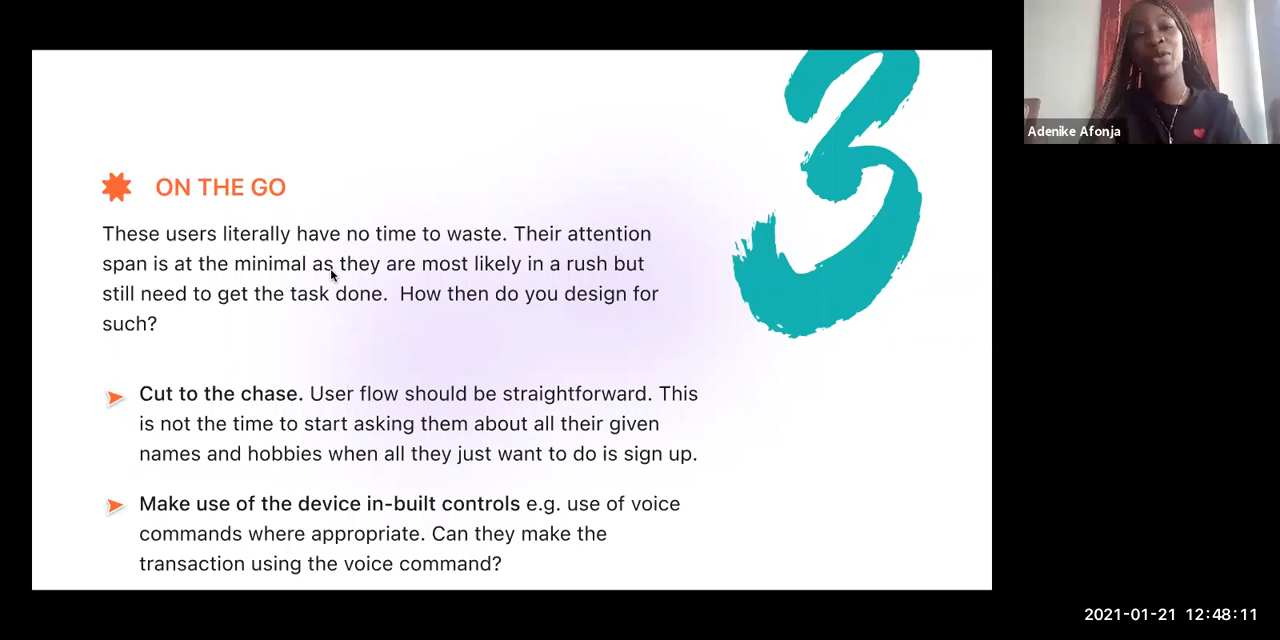 3
Adenike Afonja
ON THE GO
These users literally have no time to waste. Their attention
span is at the minimal as they are most likely in a rush but
still need to get the task done.  How then do you design for
such?
Cut to the chase. User flow should be straightforward. This
is not the time to start asking them about all their given
names and hobbies when all they just want to do is sign up.
Make use of the device in-built controls e.g. use of voice
commands where appropriate. Can they make the
transaction using the voice command?
2021-01-21 12:48:11